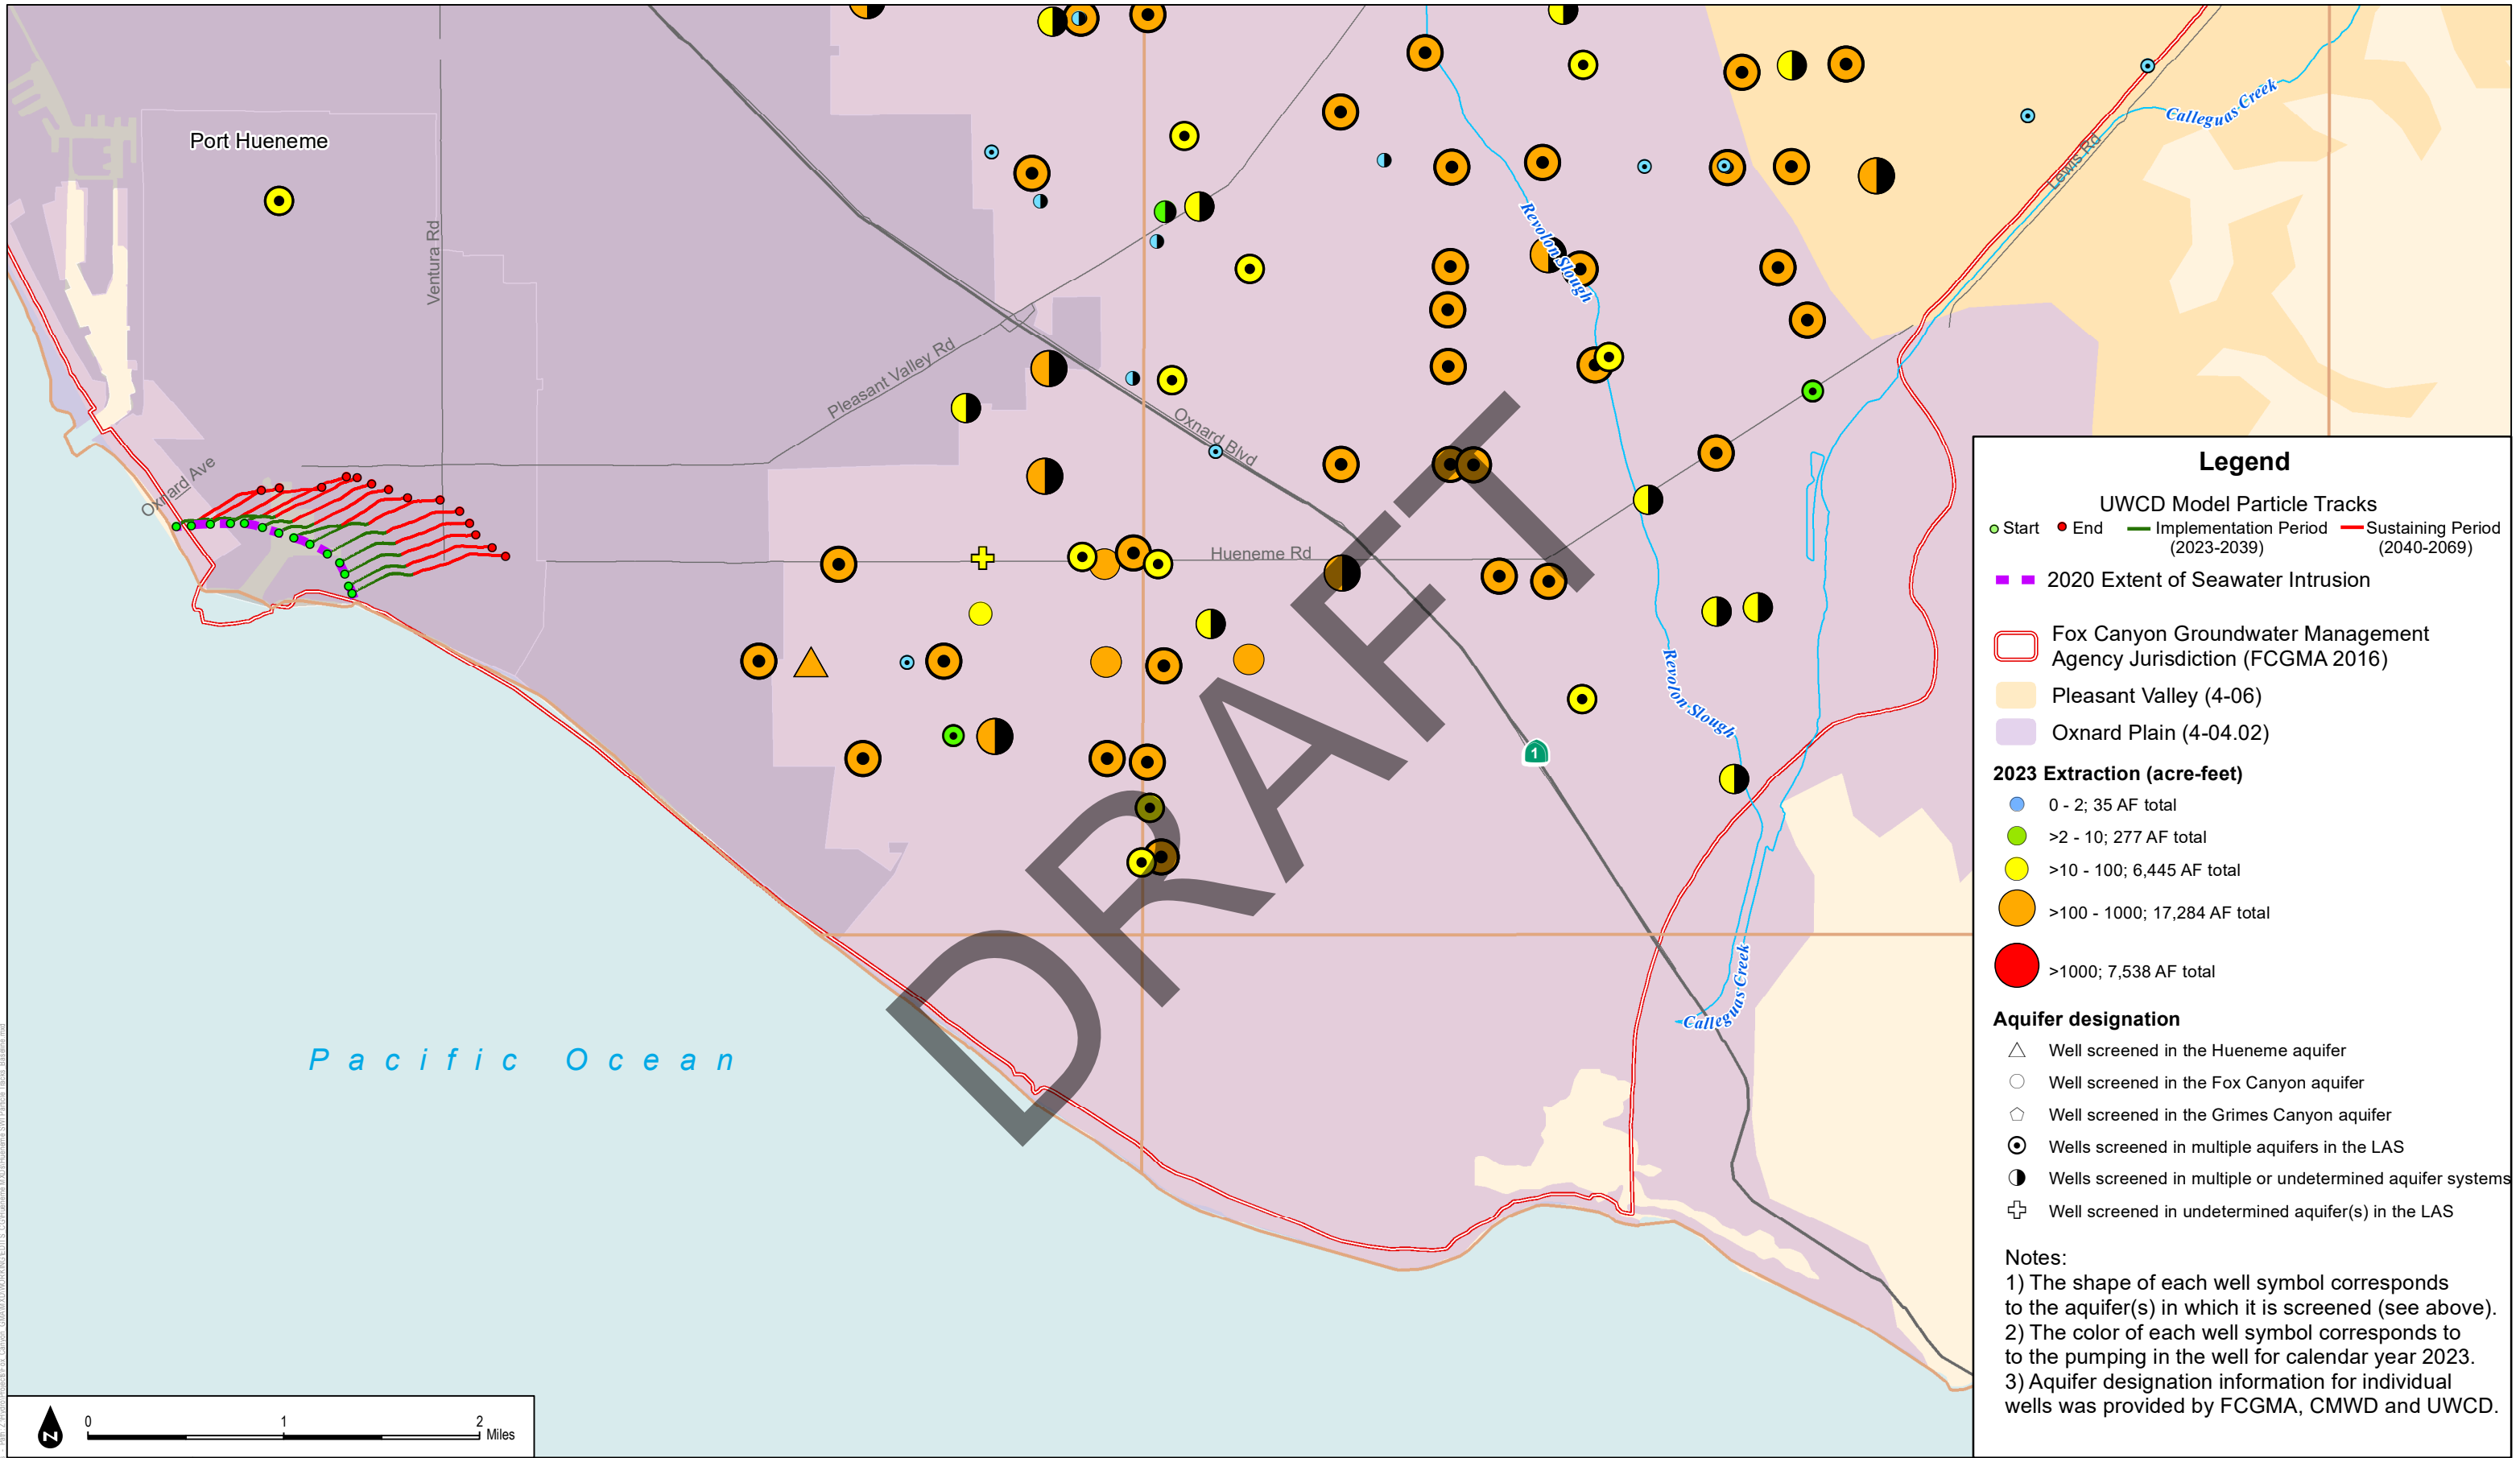 Port Hueneme
Ventura Rd
Oxnard Ave
Pleasant Valley Rd
Oxnard Blvd
Hueneme Rd
Revolon Slough
Revolon Slough
Calleguas Creek
Lewis Rd
Calleguas Creek
1
DRAFT
Pacific Ocean
N
0 1 2
Miles
Legend
UWCD Model Particle Tracks
Start End Implementation Period Sustaining Period
(2023-2039) (2040-2069)
2020 Extent of Seawater Intrusion
Fox Canyon Groundwater Management
Agency Jurisdiction (FCGMA 2016)
Pleasant Valley (4-06)
Oxnard Plain (4-04.02)
2023 Extraction (acre-feet)
0 - 2; 35 AF total
>2 - 10; 277 AF total
>10 - 100; 6,445 AF total
>100 - 1000; 17,284 AF total
>1000; 7,538 AF total
Aquifer designation
Well screened in the Hueneme aquifer
Well screened in the Fox Canyon aquifer
Well screened in the Grimes Canyon aquifer
Wells screened in multiple aquifers in the LAS
Wells screened in multiple or undetermined aquifer systems
Well screened in undetermined aquifer(s) in the LAS
Notes:
1) The shape of each well symbol corresponds
to the aquifer(s) in which it is screened (see above).
2) The color of each well symbol corresponds to
to the pumping in the well for calendar year 2023.
3) Aquifer designation information for individual
wells was provided by FCGMA, CMWD and UWCD.